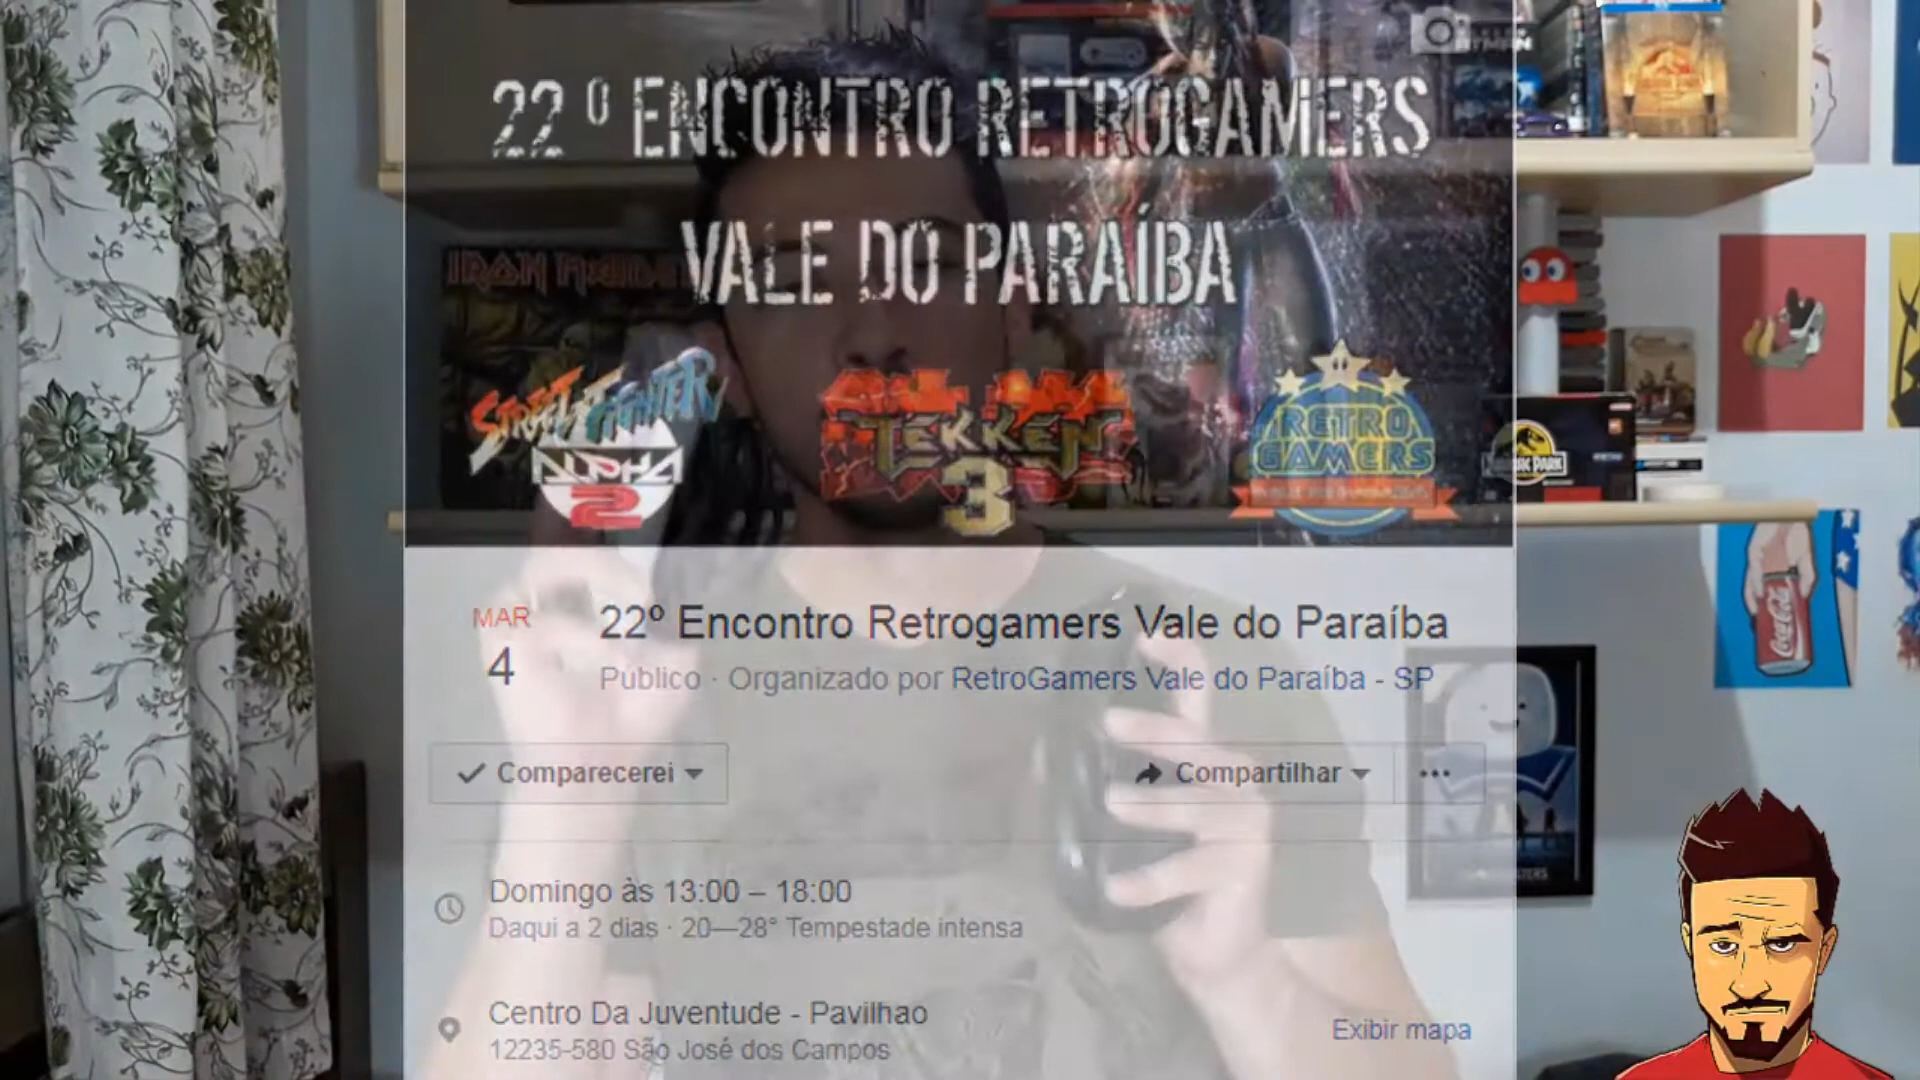 22º ENCONTRO RETROGAMERS
VALE DO PARAÍBA
IRON MAIDEN
STREET FIGHTER
ALPHA
2
TEKKEN
3
RETRO
GAMERS
JURASSIC PARK
Coca-Cola
MAR
4
22º Encontro Retrogamers Vale do Paraíba
Público · Organizado por RetroGamers Vale do Paraíba - SP
Comparecerei
Compartilhar
Domingo às 13:00 – 18:00
Daqui a 2 dias · 20—28° Tempestade intensa
Centro Da Juventude - Pavilhao
12235-580 São José dos Campos
Exibir mapa